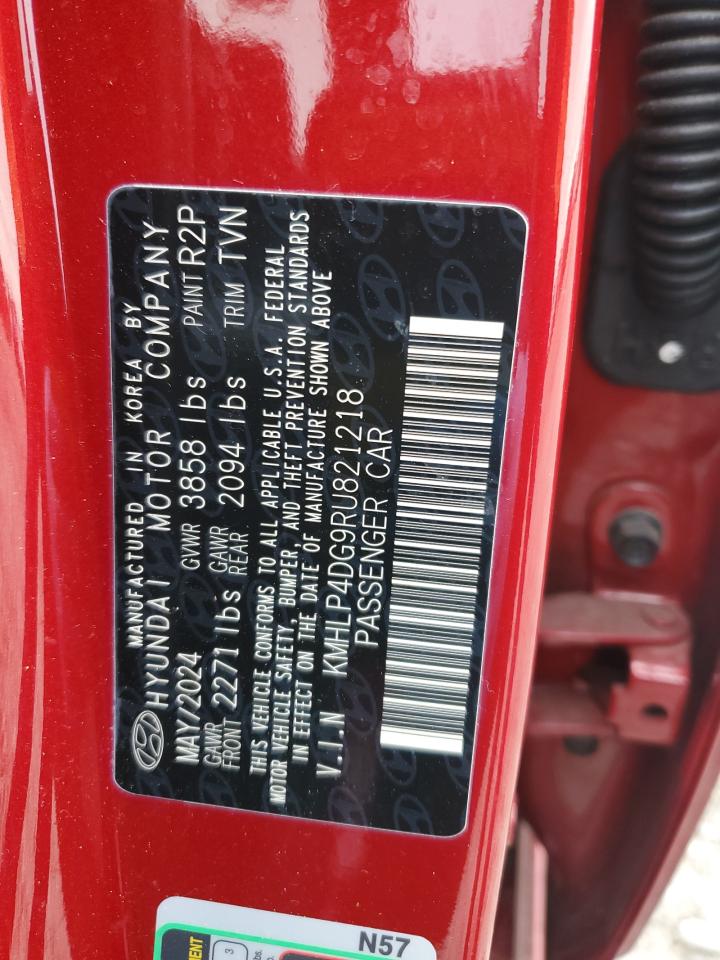 MANUFACTURED IN KOREA BY
HYUNDAI MOTOR COMPANY
MAY/2024 GVWR 3858 lbs PAINT R2P
GAWR FRONT 2271 lbs GAWR REAR 2094 lbs TRIM TVN
THIS VEHICLE CONFORMS TO ALL APPLICABLE U.S.A. FEDERAL
MOTOR VEHICLE SAFETY, BUMPER, AND THEFT PREVENTION STANDARDS
IN EFFECT ON THE DATE OF MANUFACTURE SHOWN ABOVE
V.I.N KMHLP4DG9RU821218
PASSENGER CAR
N57
3